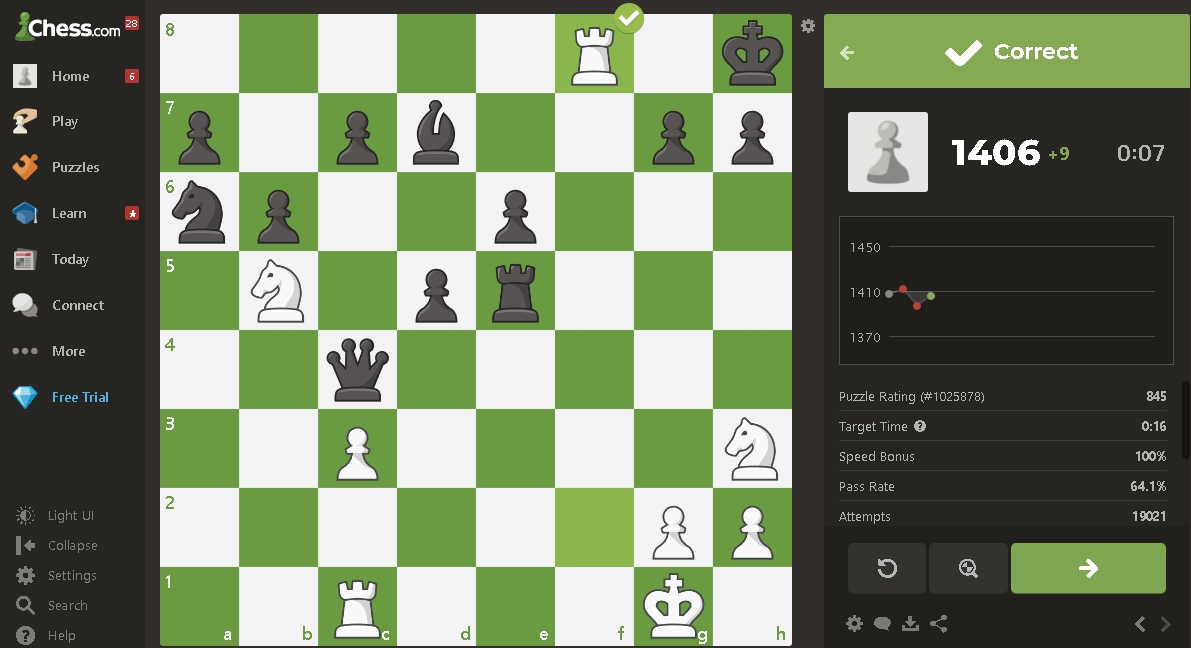 Chess.com 28
Home 6
Play
Puzzles
Learn
Today
Connect
More
Free Trial
Light UI
Collapse
Settings
Search
Help
8
7
6
5
4
3
2
1
a b c d e f g h
Correct
1406 +9 0:07
1450
1410
1370
Puzzle Rating (#1025878) 845
Target Time ? 0:16
Speed Bonus 100%
Pass Rate 64.1%
Attempts 19021